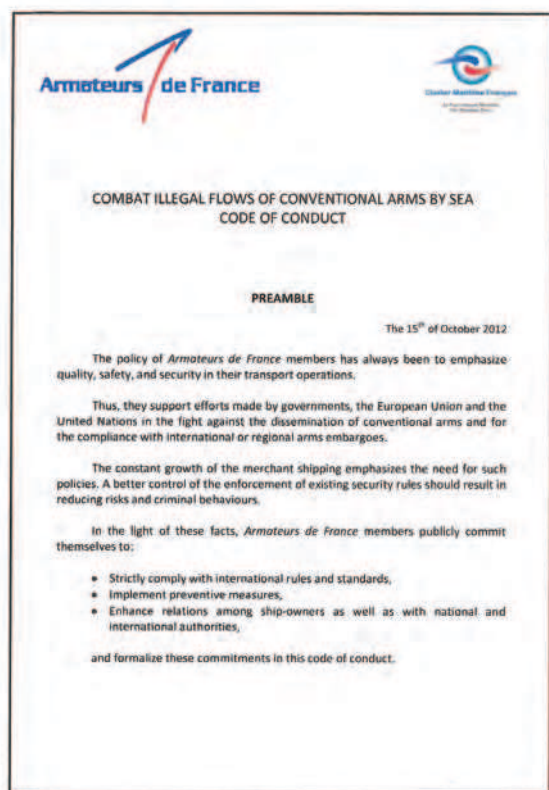 Armateurs de France
Cluster Maritime Français
COMBAT ILLEGAL FLOWS OF CONVENTIONAL ARMS BY SEA
CODE OF CONDUCT
PREAMBLE
The 15th of October 2012
The policy of Armateurs de France members has always been to emphasize
quality, safety, and security in their transport operations.
Thus, they support efforts made by governments, the European Union and the
United Nations in the fight against the dissemination of conventional arms and for
the compliance with international or regional arms embargoes.
The constant growth of the merchant shipping emphasizes the need for such
policies. A better control of the enforcement of existing security rules should result in
reducing risks and criminal behaviours.
In the light of these facts, Armateurs de France members publicly commit
themselves to:
• Strictly comply with international rules and standards,
• Implement preventive measures,
• Enhance relations among ship-owners as well as with national and
international authorities,
and formalize these commitments in this code of conduct.